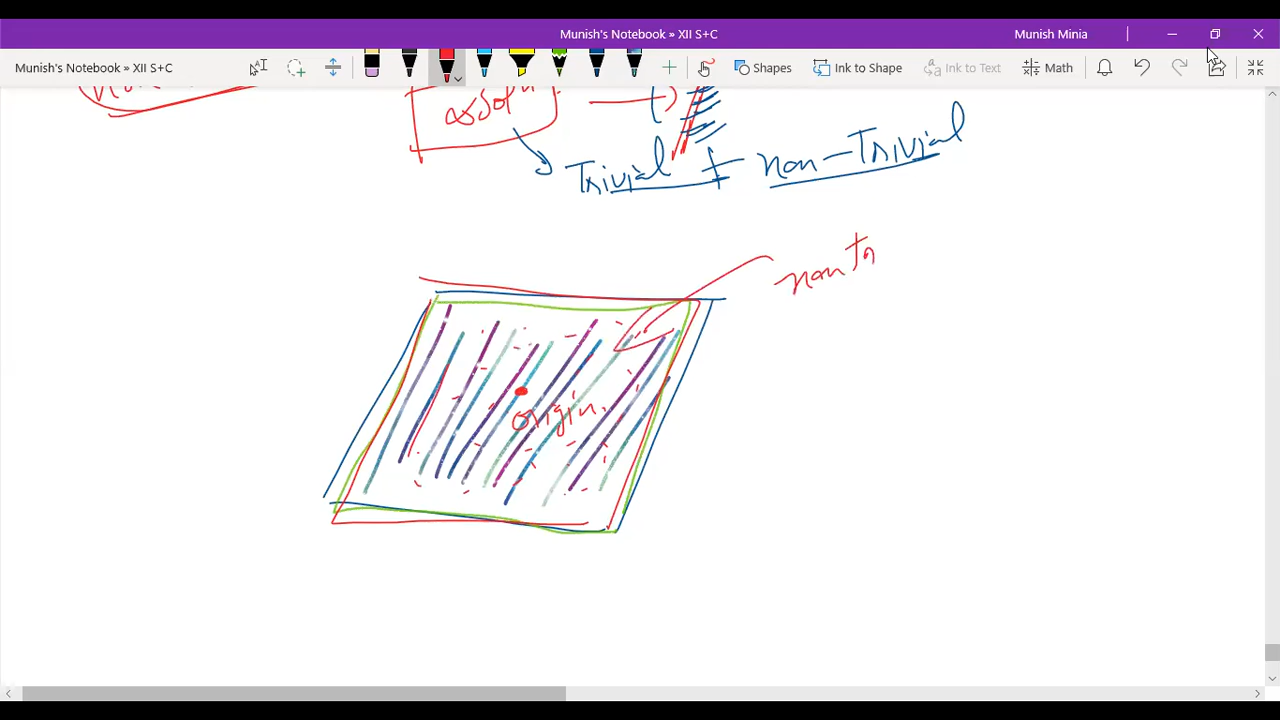 Munish's Notebook » XII S+C
Munish Minia
Munish's Notebook » XII S+C
Shapes
Ink to Shape
Ink to Text
Math
∞ solⁿ
Trivial + non-Trivial
non Tr
origin.